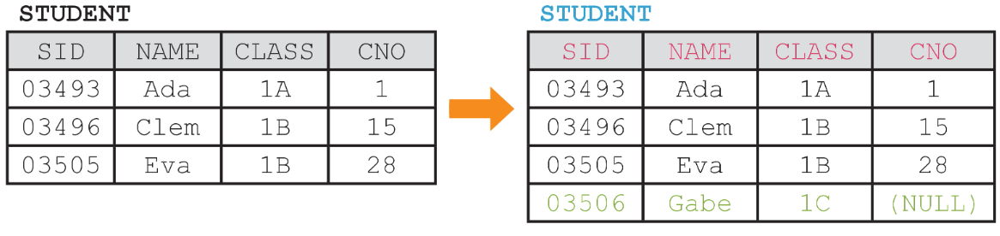 STUDENT
SID NAME CLASS CNO
03493 Ada 1A 1
03496 Clem 1B 15
03505 Eva 1B 28
STUDENT
SID NAME CLASS CNO
03493 Ada 1A 1
03496 Clem 1B 15
03505 Eva 1B 28
03506 Gabe 1C (NULL)